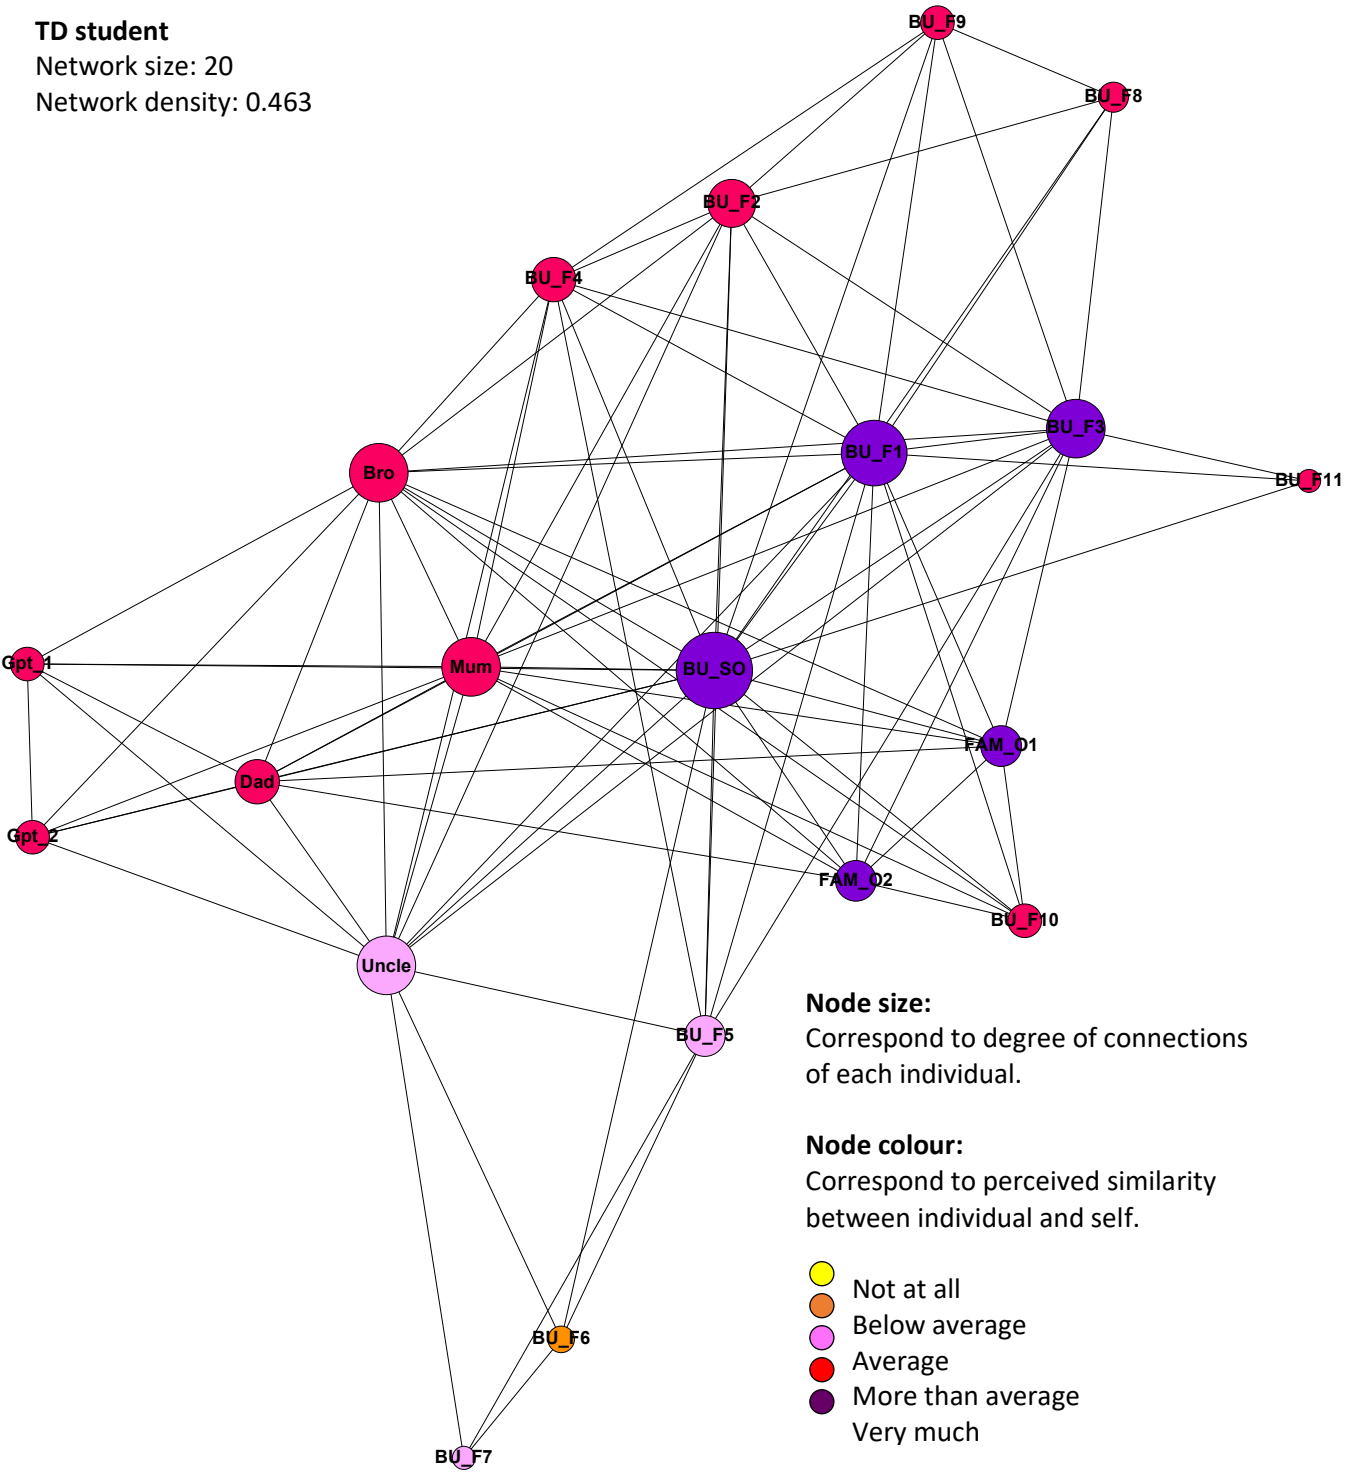 TD student
Network size: 20
Network density: 0.463
BU_F9
BU_F8
BU_F2
BU_F4
BU_F3
BU_F1
Bro
BU_F11
Gpt_1
Mum
BU_SO
FAM_O1
Dad
Gpt_2
FAM_O2
BU_F10
Uncle
BU_F5
Node size:
Correspond to degree of connections
of each individual.
Node colour:
Correspond to perceived similarity
between individual and self.
Not at all
Below average
BU_F6
Average
More than average
Very much
BU_F7